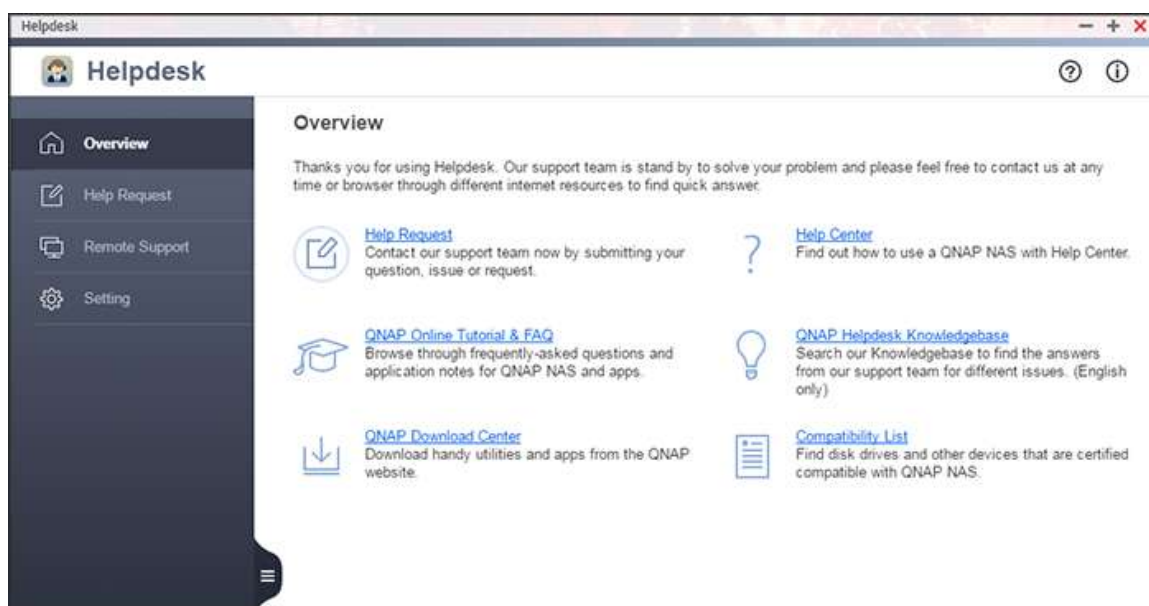 Helpdesk
Helpdesk
Overview
Help Request
Remote Support
Setting
Overview
Thanks you for using Helpdesk. Our support team is stand by to solve your problem and please feel free to contact us at any
time or browser through different internet resources to find quick answer.
Help Request
Contact our support team now by submitting your
question, issue or request.
Help Center
Find out how to use a QNAP NAS with Help Center.
QNAP Online Tutorial & FAQ
Browse through frequently-asked questions and
application notes for QNAP NAS and apps.
QNAP Helpdesk Knowledgebase
Search our Knowledgebase to find the answers
from our support team for different issues. (English
only)
QNAP Download Center
Download handy utilities and apps from the QNAP
website.
Compatibility List
Find disk drives and other devices that are certified
compatible with QNAP NAS.